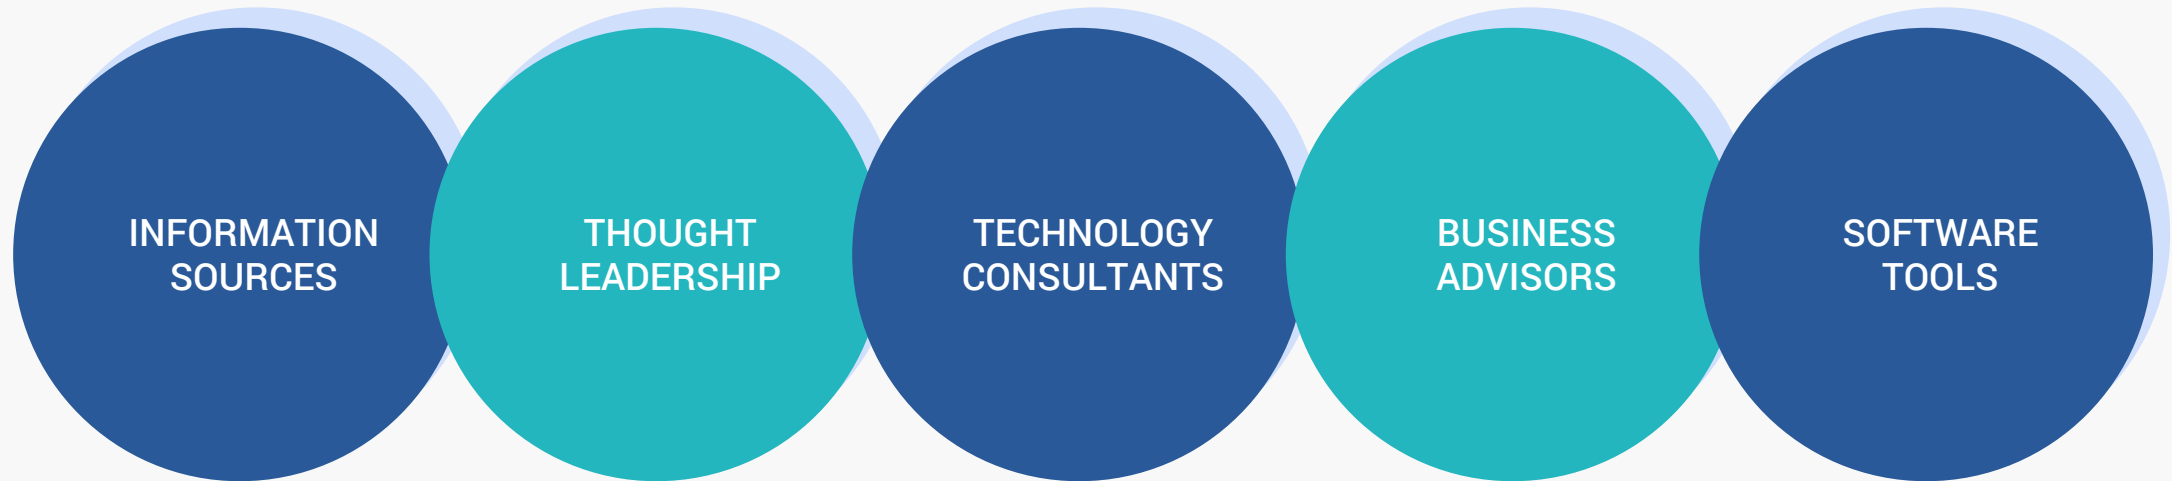 INFORMATION
SOURCES
THOUGHT
LEADERSHIP
TECHNOLOGY
CONSULTANTS
BUSINESS
ADVISORS
SOFTWARE
TOOLS